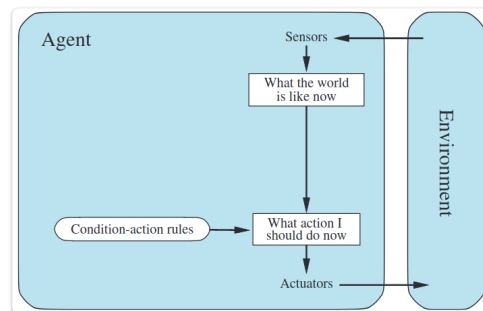 Agent
Sensors
What the world
is like now
Environment
Condition-action rules
What action I
should do now
Actuators